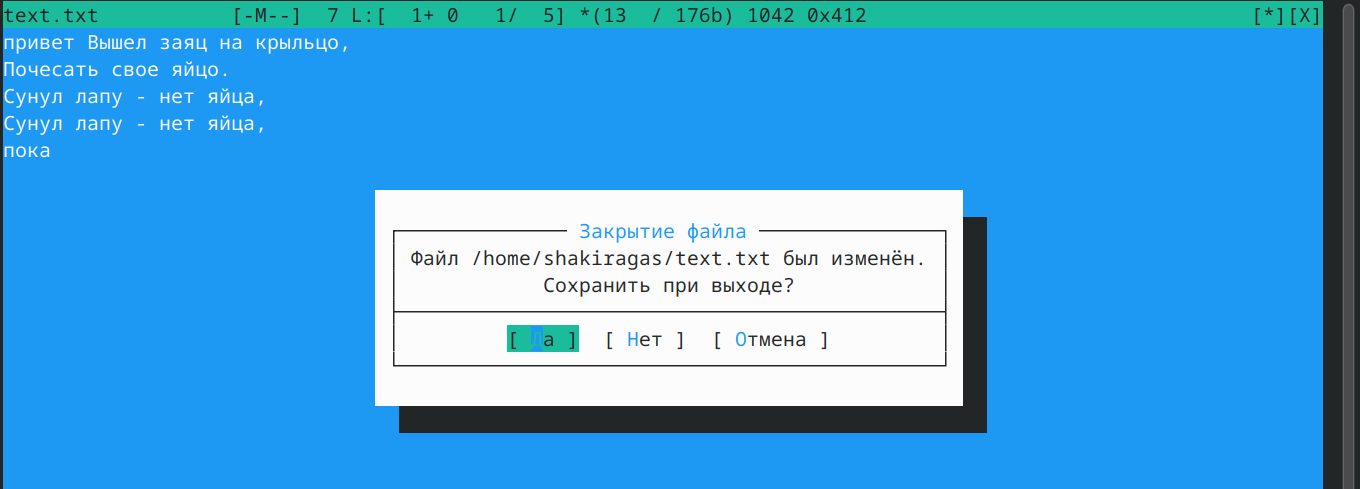 text.txt [-M--] 7 L:[ 1+ 0 1/ 5] *(13 / 176b) 1042 0x412 [*][X]
привет Вышел заяц на крыльцо,
Почесать свое яйцо.
Сунул лапу - нет яйца,
Сунул лапу - нет яйца,
пока
Закрытие файла
Файл /home/shakiragas/text.txt был изменён.
Сохранить при выходе?
[ Да ] [ Нет ] [ Отмена ]